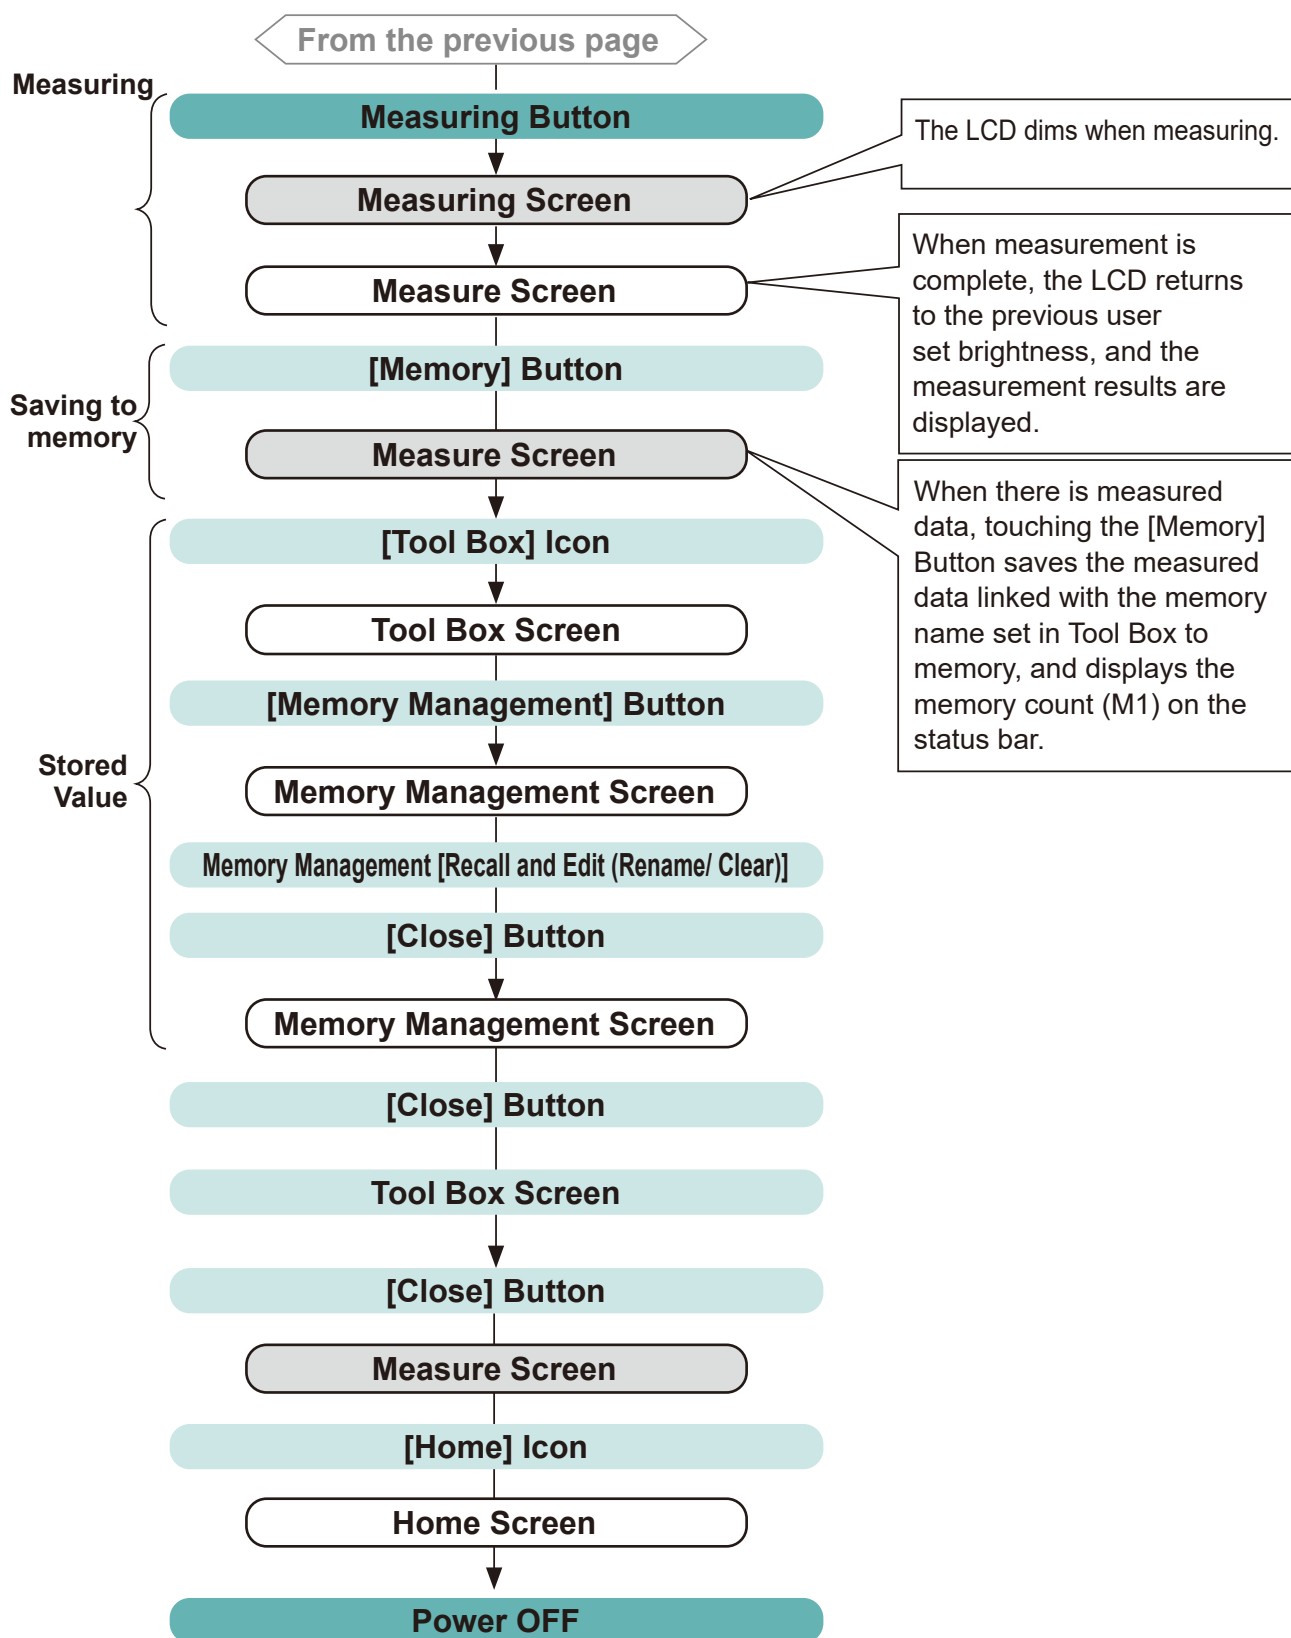 From the previous page
Measuring
Measuring Button
The LCD dims when measuring.
Measuring Screen
When measurement is
complete, the LCD returns
to the previous user
set brightness, and the
measurement results are
displayed.
Measure Screen
Saving to
memory
[Memory] Button
Measure Screen
When there is measured
data, touching the [Memory]
Button saves the measured
data linked with the memory
name set in Tool Box to
memory, and displays the
memory count (M1) on the
status bar.
Stored
Value
[Tool Box] Icon
Tool Box Screen
[Memory Management] Button
Memory Management Screen
Memory Management [Recall and Edit (Rename/ Clear)]
[Close] Button
Memory Management Screen
[Close] Button
Tool Box Screen
[Close] Button
Measure Screen
[Home] Icon
Home Screen
Power OFF